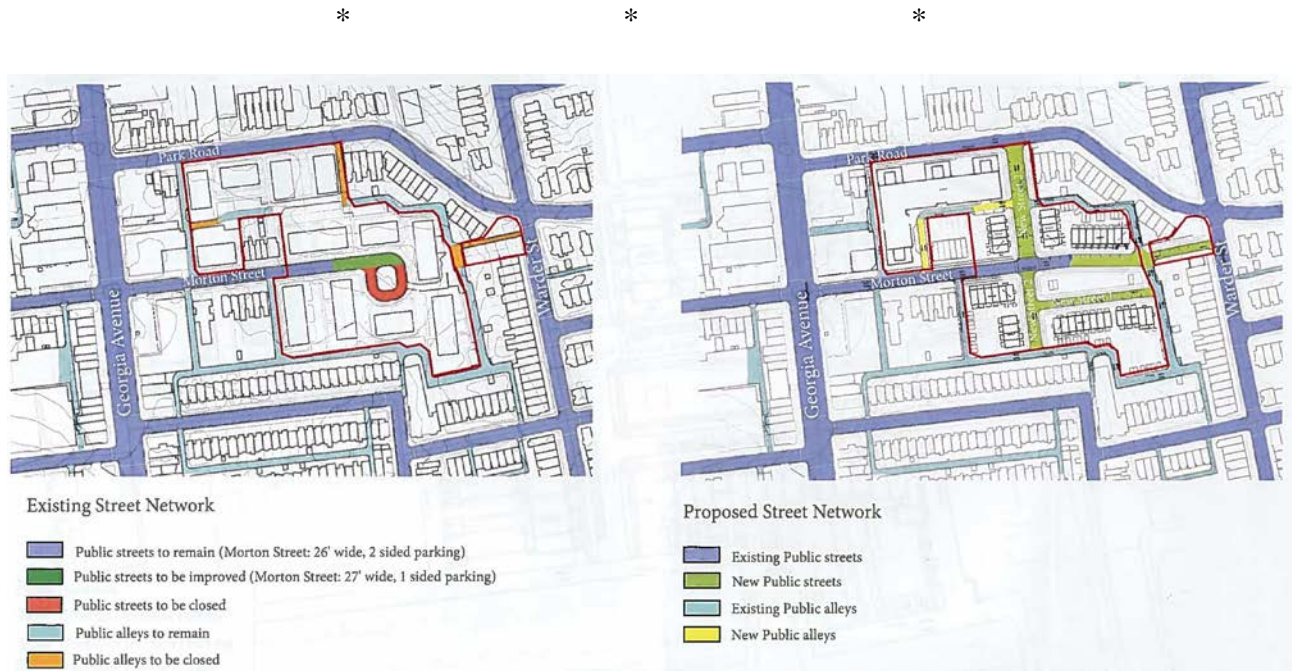 * * *
Park Road
Morton Street
Georgia Avenue
Warder St.
Existing Street Network
Public streets to remain (Morton Street: 26' wide, 2 sided parking)
Public streets to be improved (Morton Street: 27' wide, 1 sided parking)
Public streets to be closed
Public alleys to remain
Public alleys to be closed
Park Road
Morton Street
Georgia Avenue
Warder St.
New Street
New Street
New Street
Proposed Street Network
Existing Public streets
New Public streets
Existing Public alleys
New Public alleys